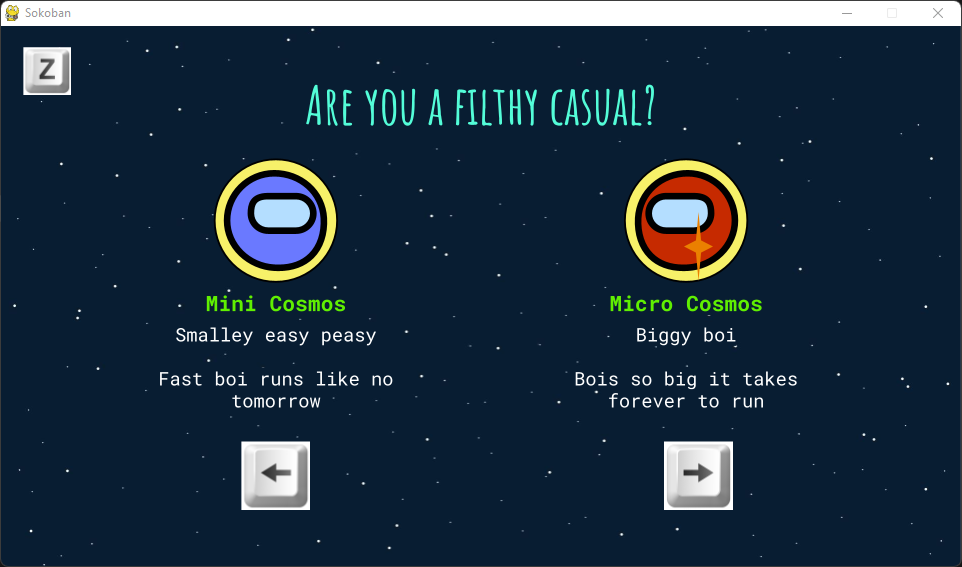 Sokoban
Z
Are you a filthy casual?
Mini Cosmos
Smalley easy peasy
Fast boi runs like no
tomorrow
Micro Cosmos
Biggy boi
Bois so big it takes
forever to run